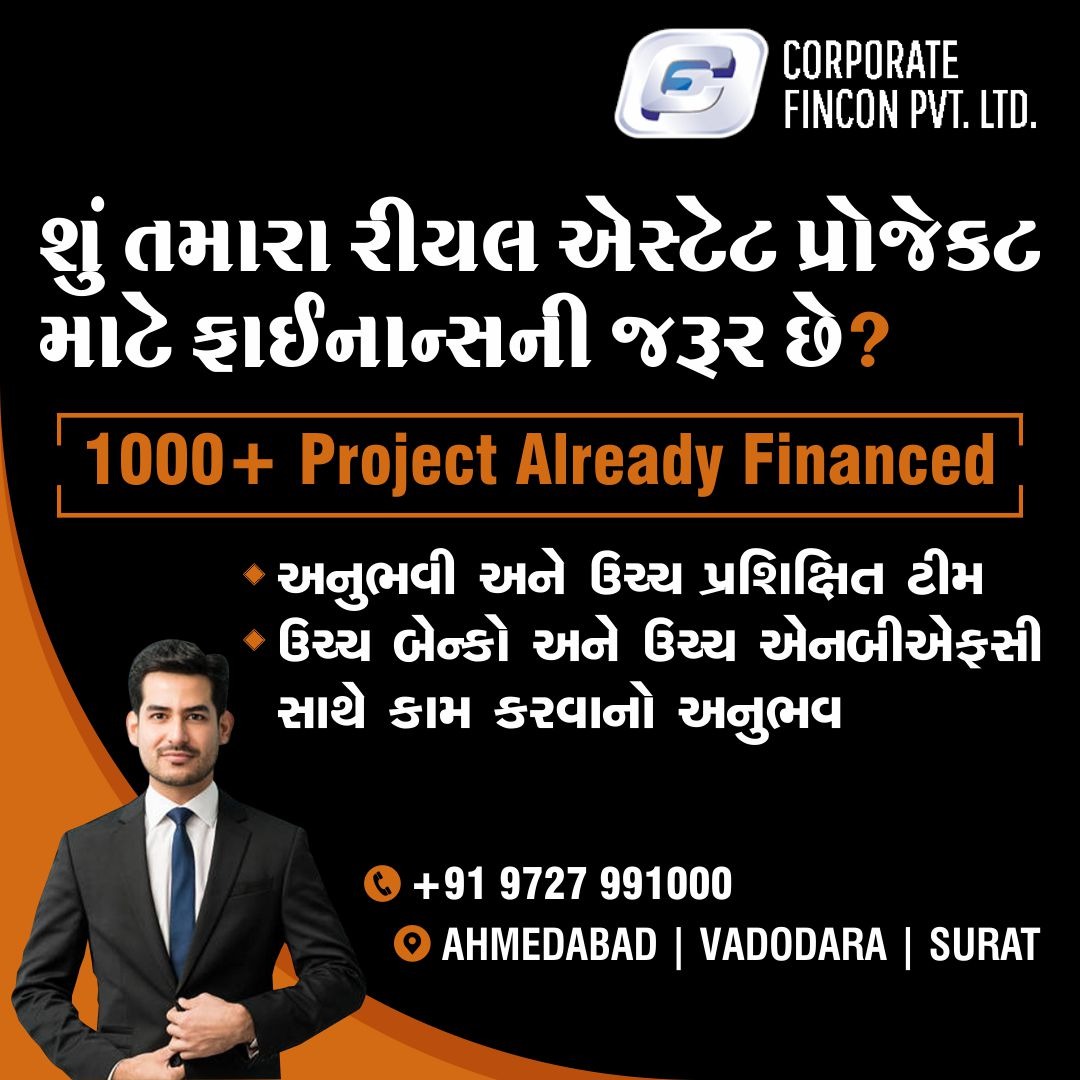 CORPORATE
FINCON PVT. LTD.
શું તમારા રીયલ એસ્ટેટ પ્રોજેકટ
માટે ફાઈનાન્સની જરૂર છે?
1000+ Project Already Financed
અનુભવી અને ઉચ્ચ પ્રશિક્ષિત ટીમ
ઉચ્ચ બેન્કો અને ઉચ્ચ એનબીએફસી
સાથે કામ કરવાનો અનુભવ
+91 9727 991000
AHMEDABAD | VADODARA | SURAT